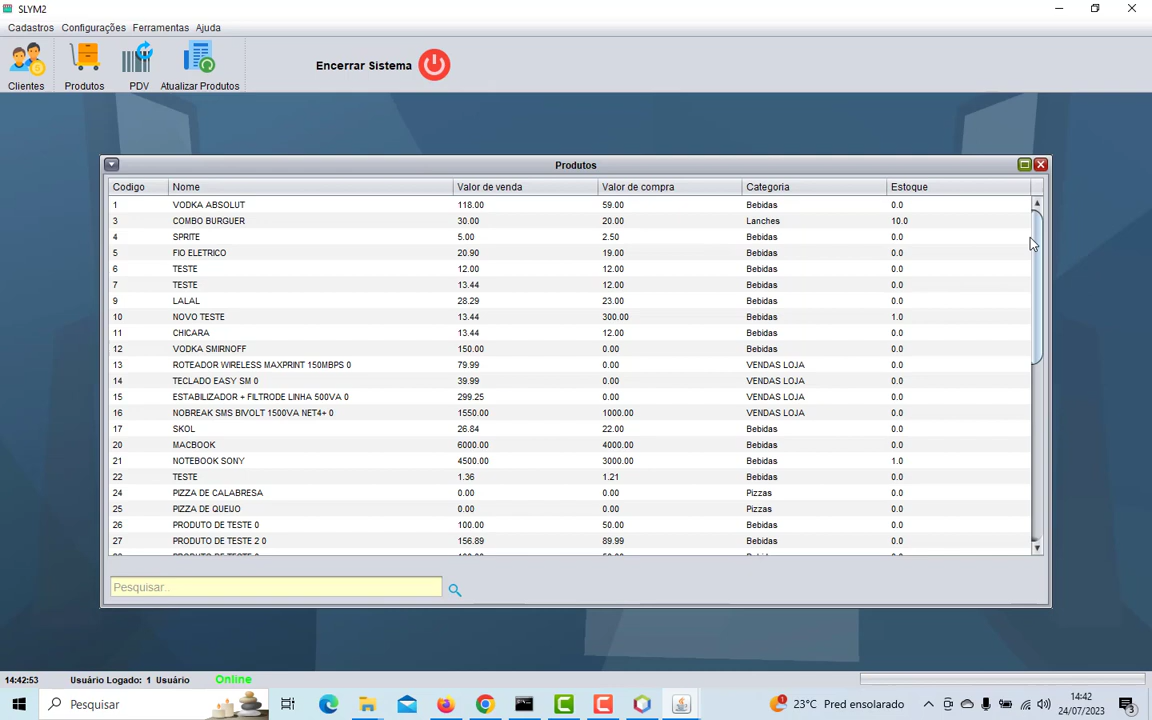 SLYM2
Cadastros Configurações Ferramentas Ajuda
Clientes Produtos PDV Atualizar Produtos Encerrar Sistema
Produtos
Codigo Nome Valor de venda Valor de compra Categoria Estoque
1 VODKA ABSOLUT 118.00 59.00 Bebidas 0.0
3 COMBO BURGUER 30.00 20.00 Lanches 10.0
4 SPRITE 5.00 2.50 Bebidas 0.0
5 FIO ELETRICO 20.90 19.00 Bebidas 0.0
6 TESTE 12.00 12.00 Bebidas 0.0
7 TESTE 13.44 12.00 Bebidas 0.0
9 LALAL 28.29 23.00 Bebidas 0.0
10 NOVO TESTE 13.44 300.00 Bebidas 1.0
11 CHICARA 13.44 12.00 Bebidas 0.0
12 VODKA SMIRNOFF 150.00 0.00 Bebidas 0.0
13 ROTEADOR WIRELESS MAXPRINT 150MBPS 0 79.99 0.00 VENDAS LOJA 0.0
14 TECLADO EASY SM 0 39.99 0.00 VENDAS LOJA 0.0
15 ESTABILIZADOR + FILTRODE LINHA 500VA 0 299.25 0.00 VENDAS LOJA 0.0
16 NOBREAK SMS BIVOLT 1500VA NET4+ 0 1550.00 1000.00 VENDAS LOJA 0.0
17 SKOL 26.84 22.00 Bebidas 0.0
20 MACBOOK 6000.00 4000.00 Bebidas 0.0
21 NOTEBOOK SONY 4500.00 3000.00 Bebidas 1.0
22 TESTE 1.36 1.21 Bebidas 0.0
24 PIZZA DE CALABRESA 0.00 0.00 Pizzas 0.0
25 PIZZA DE QUEIJO 0.00 0.00 Pizzas 0.0
26 PRODUTO DE TESTE 0 100.00 50.00 Bebidas 0.0
27 PRODUTO DE TESTE 2 0 156.89 89.99 Bebidas 0.0
Pesquisar..
14:42:53 Usuário Logado: 1 Usuário Online
Pesquisar 23°C Pred ensolarado 14:42
24/07/2023 3